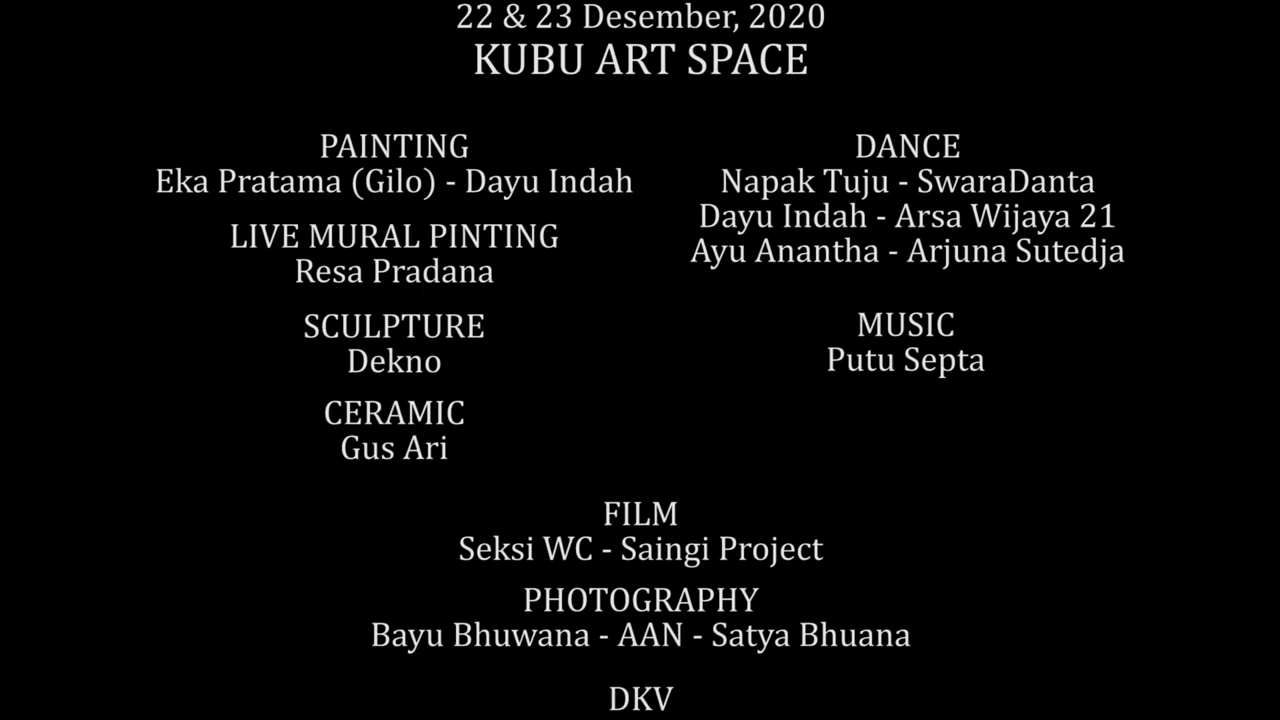 22 & 23 Desember, 2020
KUBU ART SPACE
PAINTING
Eka Pratama (Gilo) - Dayu Indah
LIVE MURAL PINTING
Resa Pradana
SCULPTURE
Dekno
CERAMIC
Gus Ari
DANCE
Napak Tuju - SwaraDanta
Dayu Indah - Arsa Wijaya 21
Ayu Anantha - Arjuna Sutedja
MUSIC
Putu Septa
FILM
Seksi WC - Saingi Project
PHOTOGRAPHY
Bayu Bhuwana - AAN - Satya Bhuana
DKV